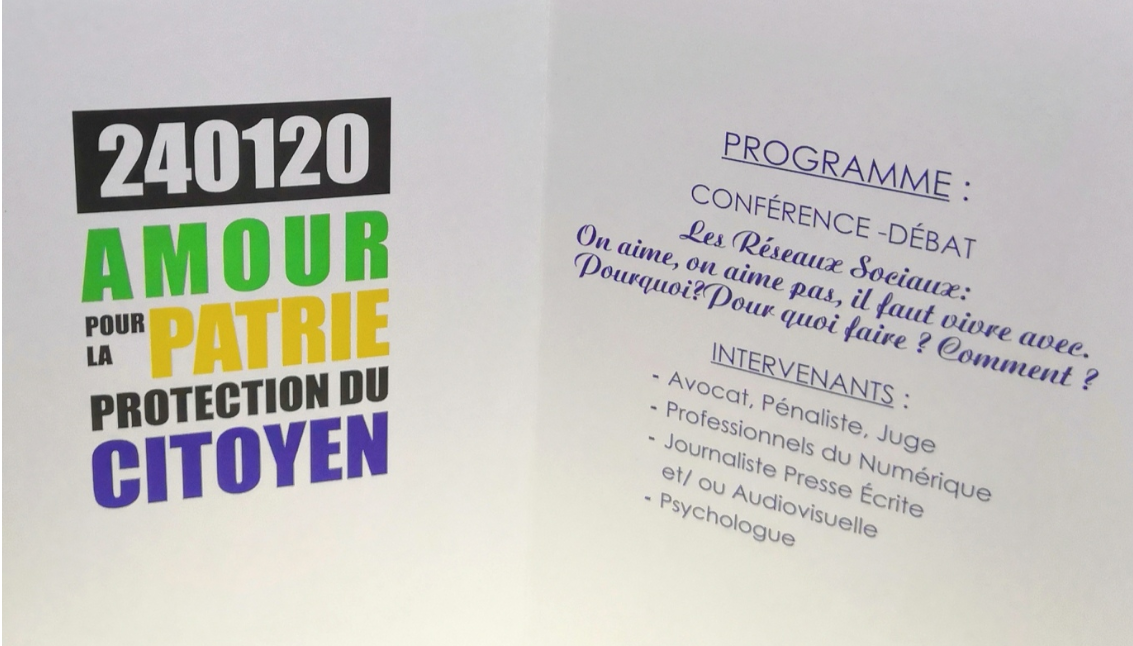 240120
AMOUR
POUR LA PATRIE
PROTECTION DU
CITOYEN
PROGRAMME :
CONFÉRENCE -DÉBAT
Les Réseaux Sociaux:
On aime, on aime pas, il faut vivre avec.
Pourquoi? Pour quoi faire ? Comment ?
INTERVENANTS :
- Avocat, Pénaliste, Juge
- Professionnels du Numérique
- Journaliste Presse Écrite
et/ ou Audiovisuelle
- Psychologue